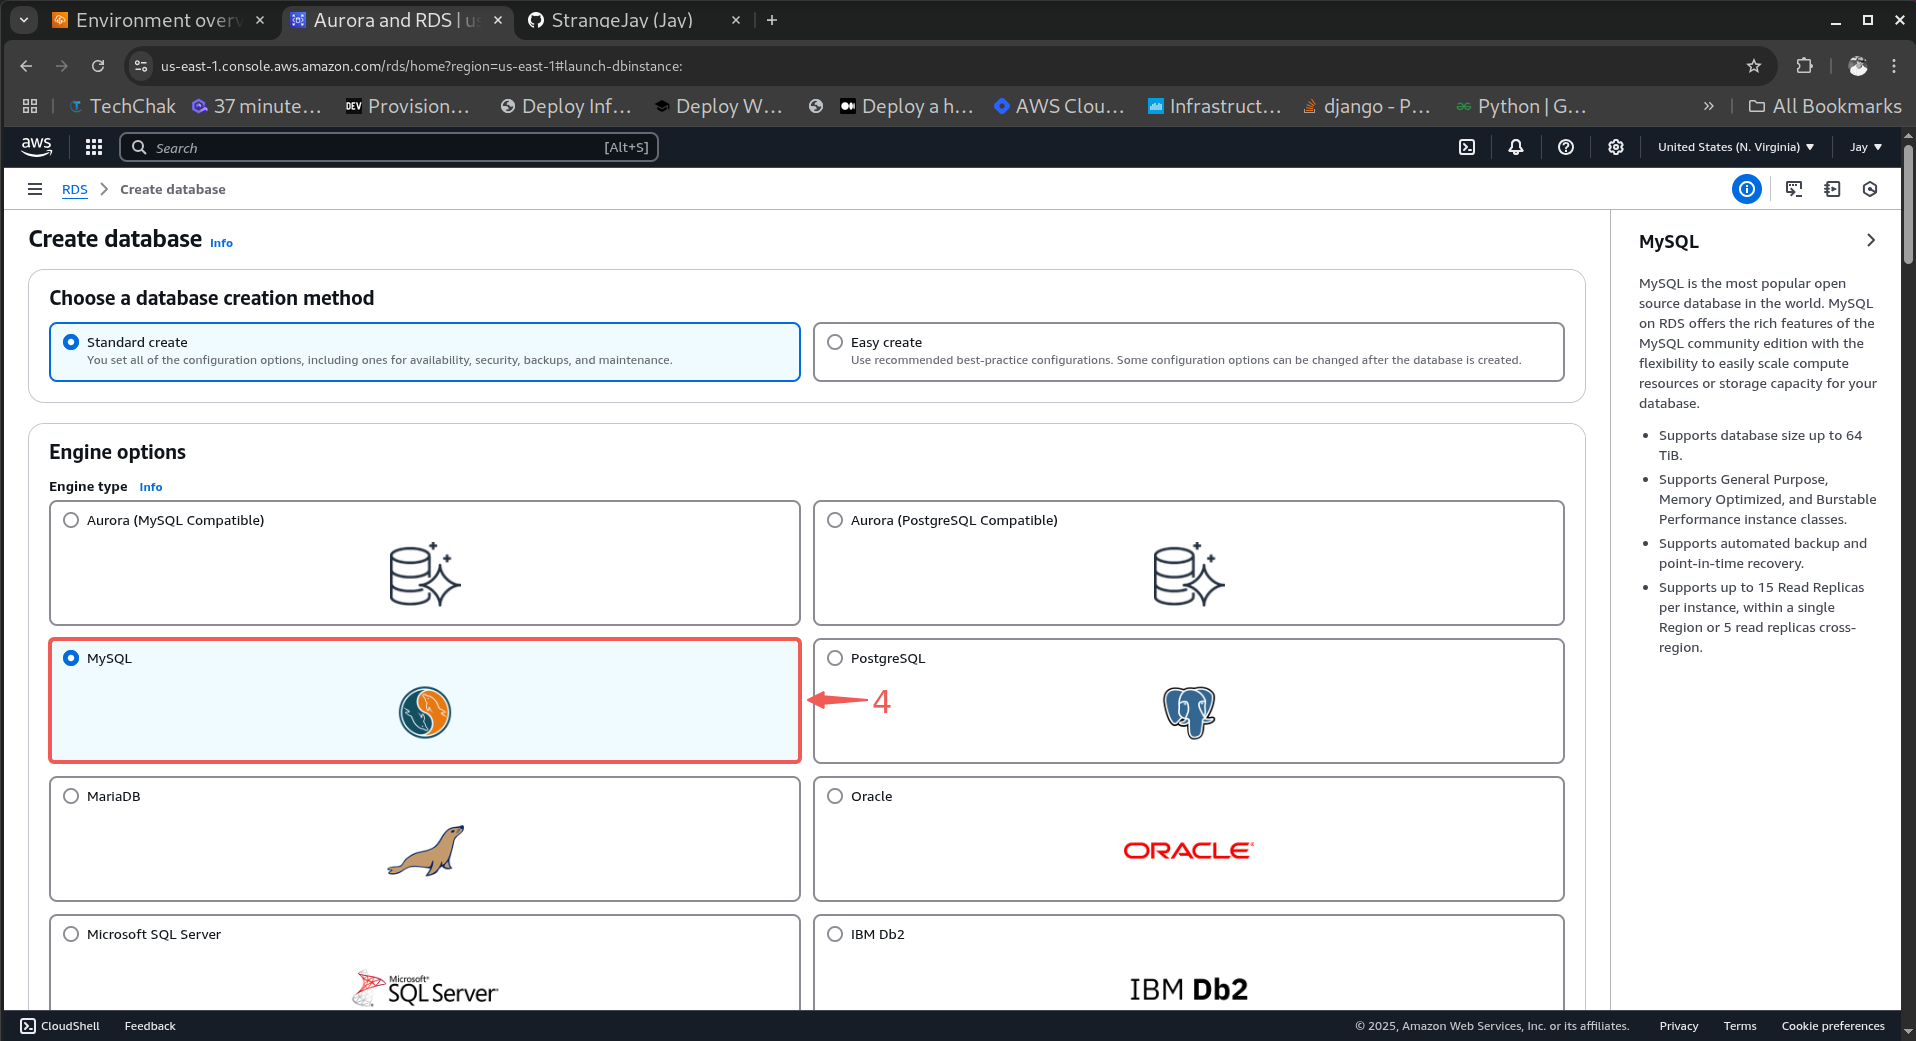 Environment over
Aurora and RDS | us
StrangeJay (Jay)
us-east-1.console.aws.amazon.com/rds/home?region=us-east-1#launch-dbinstance:
TechChak
37 minute...
DEV Provision...
Deploy Inf...
Deploy W...
Deploy a h...
AWS Clou...
Infrastruct...
django - P...
Python | G...
All Bookmarks
aws
Search
[Alt+S]
United States (N. Virginia)
Jay
RDS
Create database
Create database Info
Choose a database creation method
Standard create
You set all of the configuration options, including ones for availability, security, backups, and maintenance.
Easy create
Use recommended best-practice configurations. Some configuration options can be changed after the database is created.
Engine options
Engine type Info
Aurora (MySQL Compatible)
Aurora (PostgreSQL Compatible)
MySQL
4
PostgreSQL
MariaDB
Oracle
ORACLE®
Microsoft SQL Server
Microsoft®
SQL Server
IBM Db2
IBM Db2
MySQL
MySQL is the most popular open
source database in the world. MySQL
on RDS offers the rich features of the
MySQL community edition with the
flexibility to easily scale compute
resources or storage capacity for your
database.
• Supports database size up to 64
TiB.
• Supports General Purpose,
Memory Optimized, and Burstable
Performance instance classes.
• Supports automated backup and
point-in-time recovery.
• Supports up to 15 Read Replicas
per instance, within a single
Region or 5 read replicas cross-
region.
CloudShell
Feedback
© 2025, Amazon Web Services, Inc. or its affiliates.
Privacy
Terms
Cookie preferences